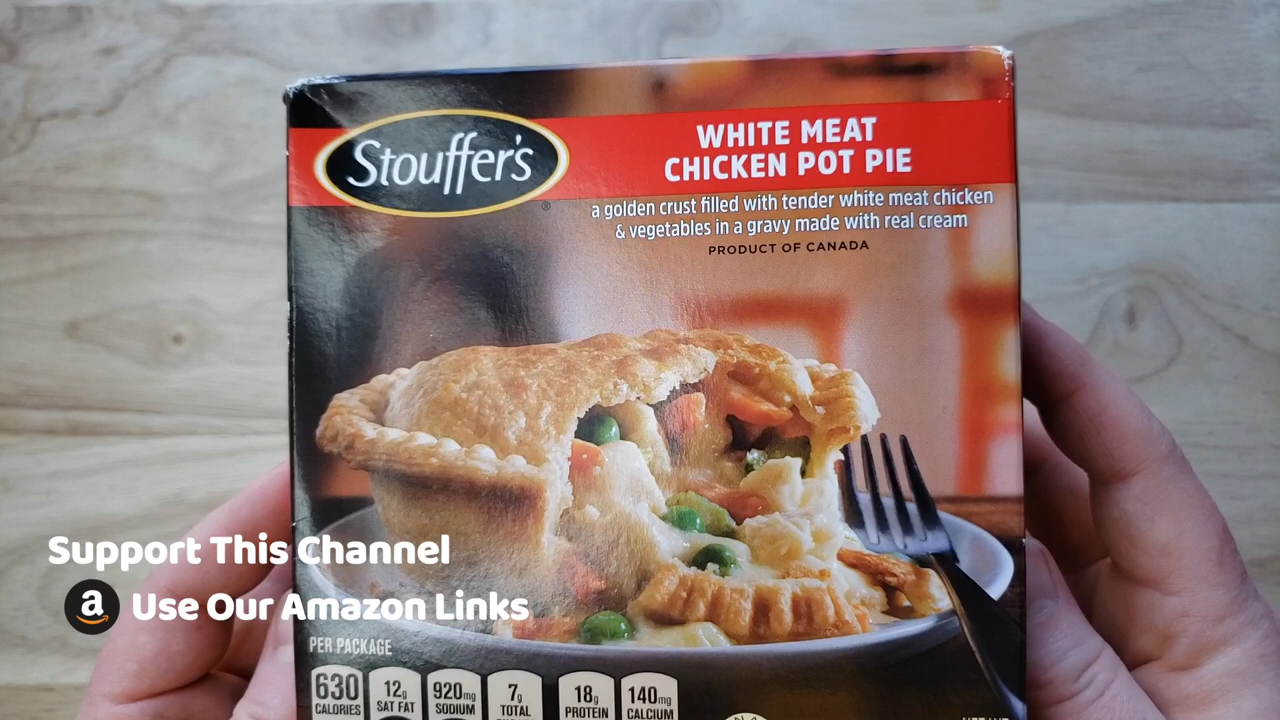 Stouffer's
®
WHITE MEAT
CHICKEN POT PIE
a golden crust filled with tender white meat chicken
& vegetables in a gravy made with real cream
PRODUCT OF CANADA
Support This Channel
a Use Our Amazon Links
PER PACKAGE
630 CALORIES
12g SAT FAT
920mg SODIUM
7g TOTAL
18g PROTEIN
140mg CALCIUM